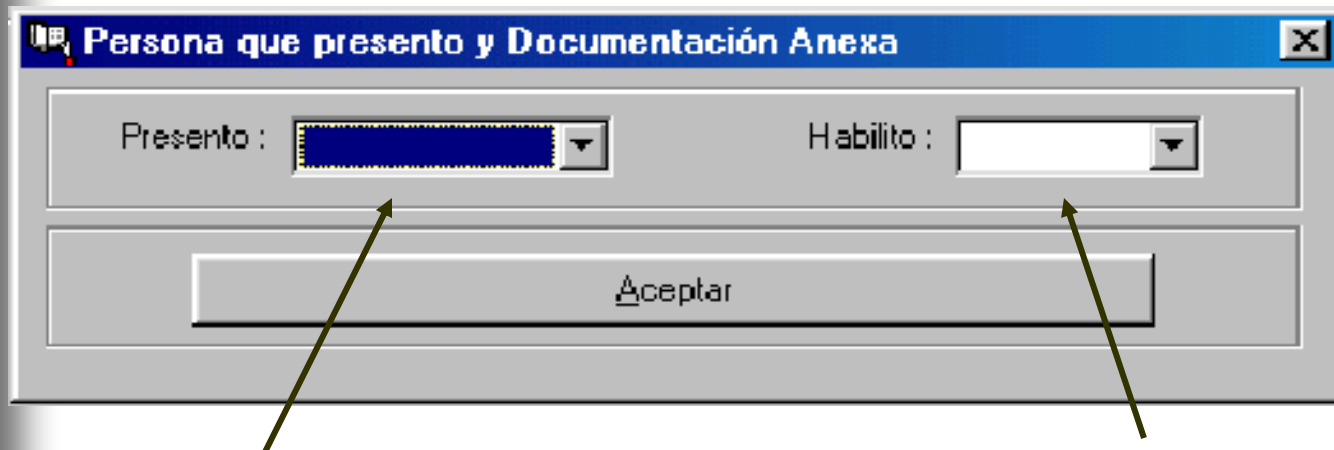 Persona que presento y Documentación Anexa
Presento : Habilito :
Aceptar